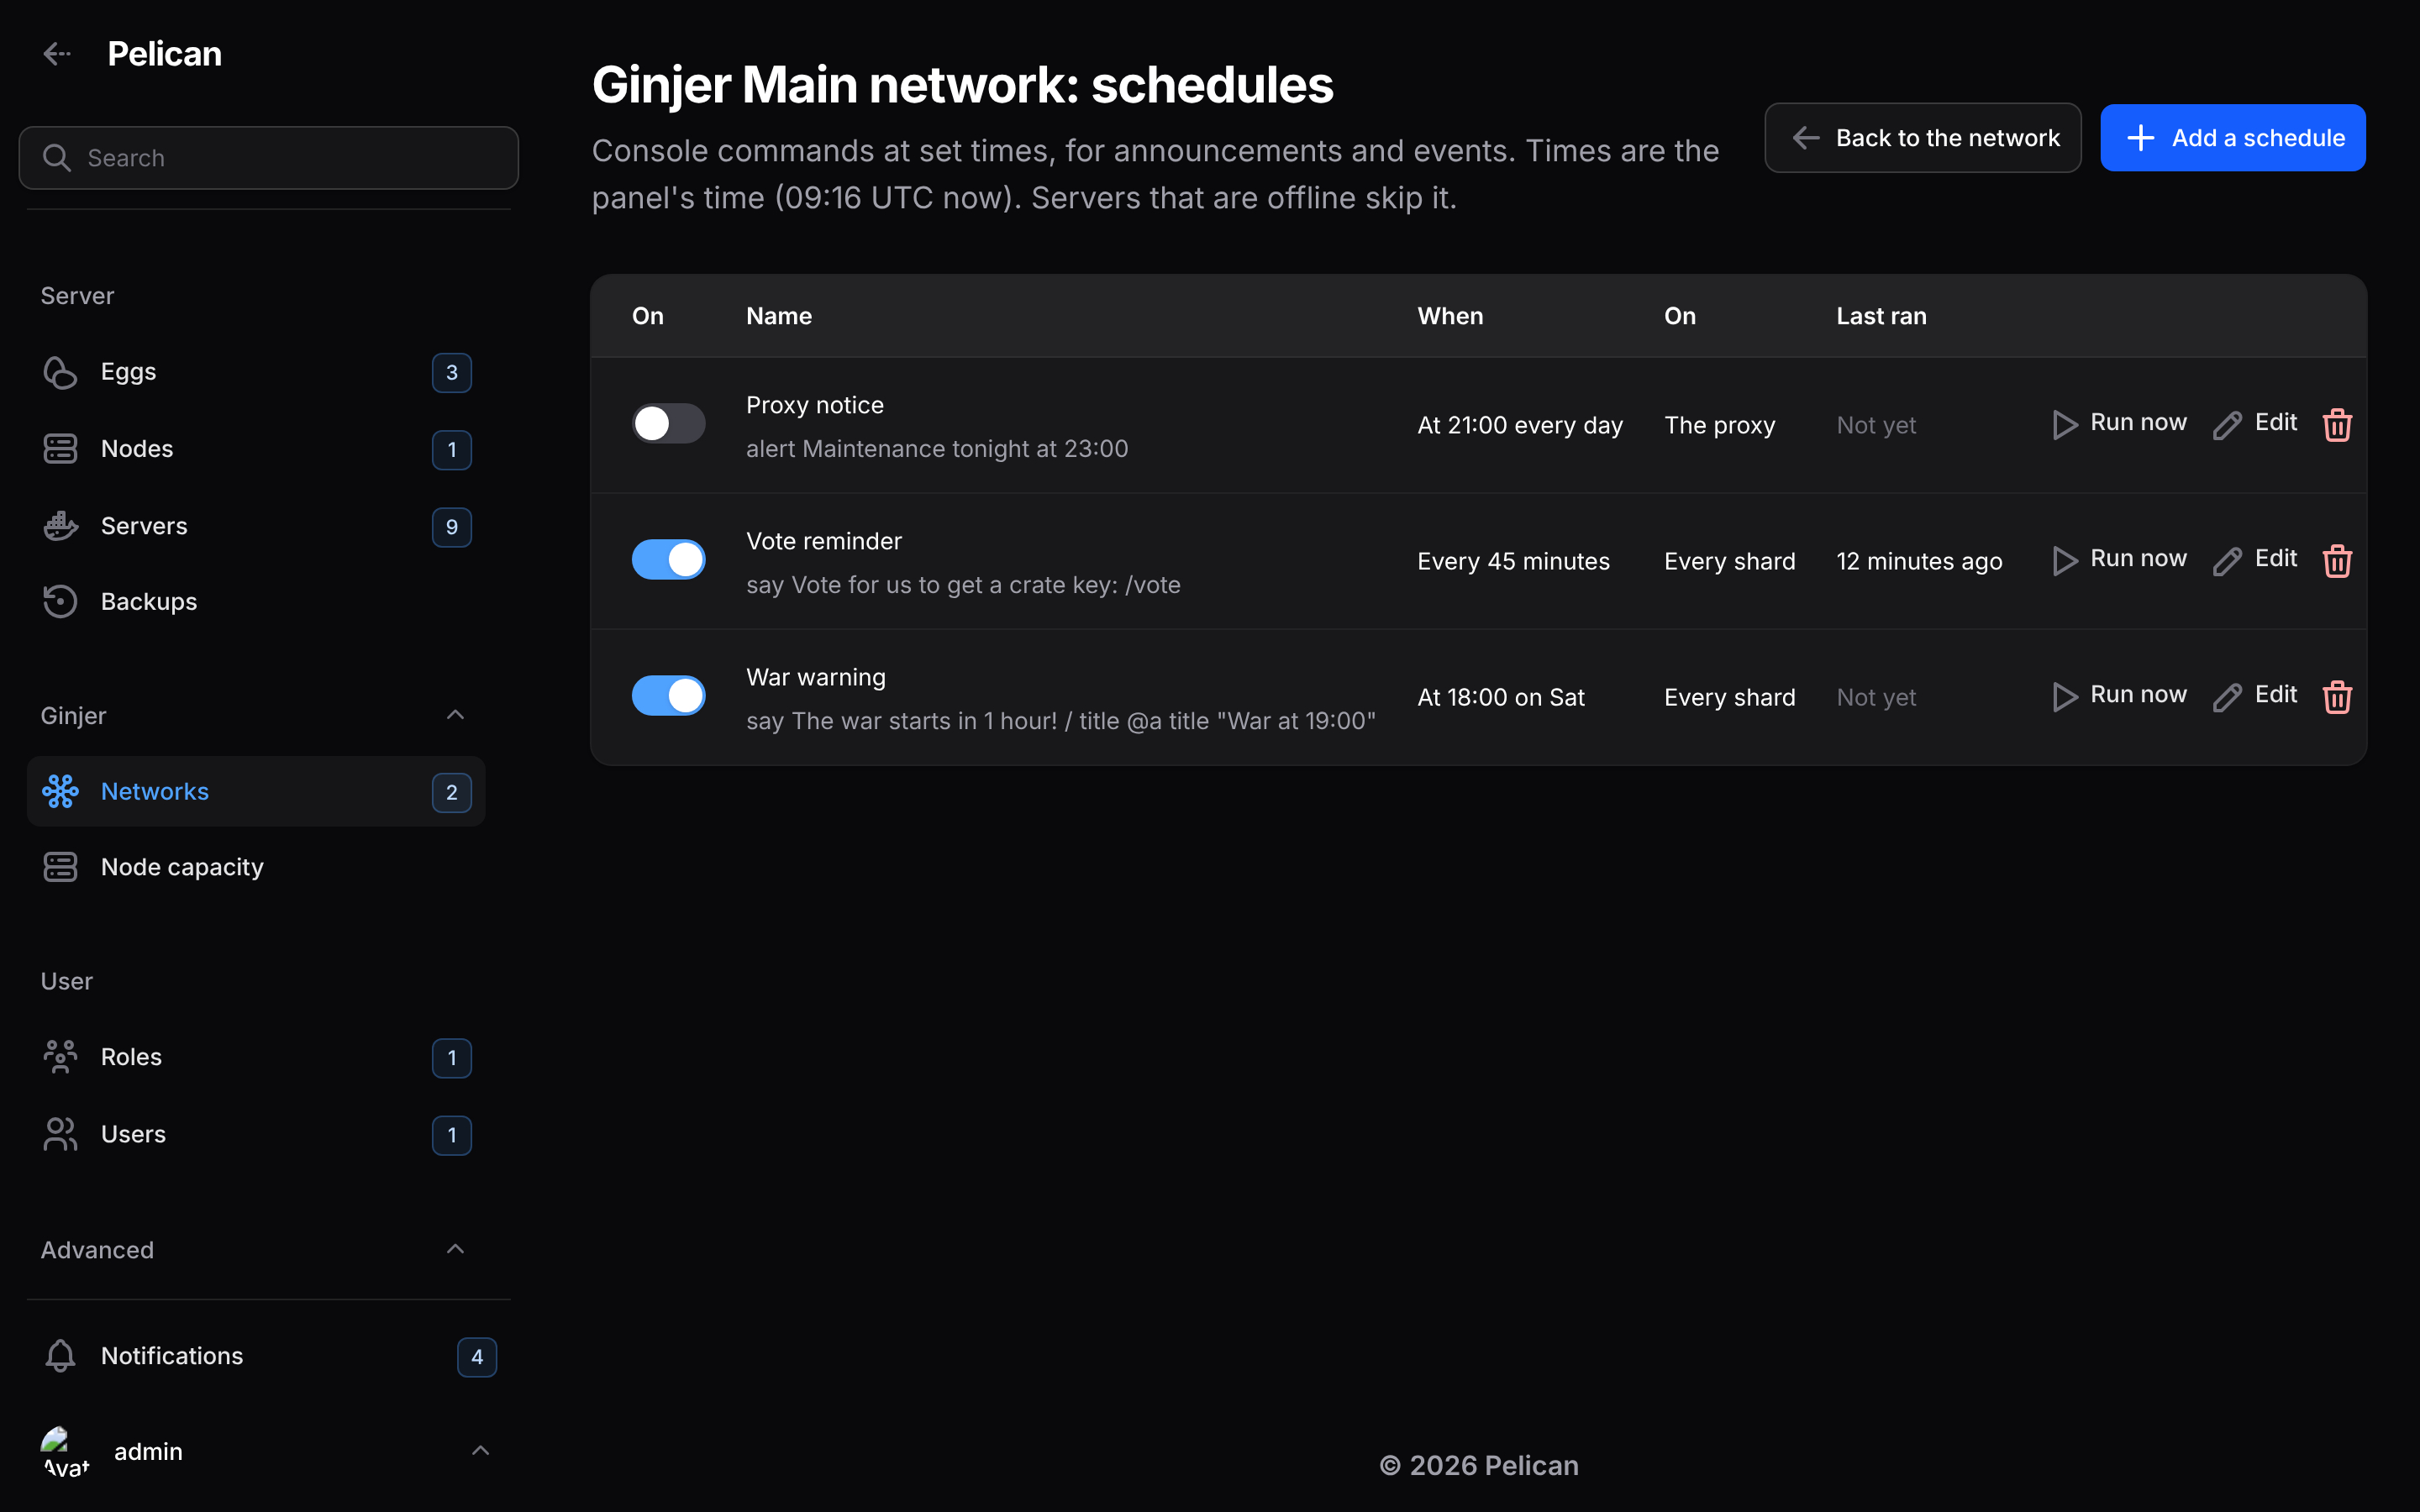 Pelican
Search
Server
Eggs 3
Nodes 1
Servers 9
Backups
Ginjer
Networks 2
Node capacity
User
Roles 1
Users 1
Advanced
Notifications 4
Avat admin
Ginjer Main network: schedules
Console commands at set times, for announcements and events. Times are the
panel's time (09:16 UTC now). Servers that are offline skip it.
Back to the network
Add a schedule
On Name When On Last ran
Proxy notice
alert Maintenance tonight at 23:00
At 21:00 every day The proxy Not yet Run now Edit
Vote reminder
say Vote for us to get a crate key: /vote
Every 45 minutes Every shard 12 minutes ago Run now Edit
War warning
say The war starts in 1 hour! / title @a title "War at 19:00"
At 18:00 on Sat Every shard Not yet Run now Edit
© 2026 Pelican